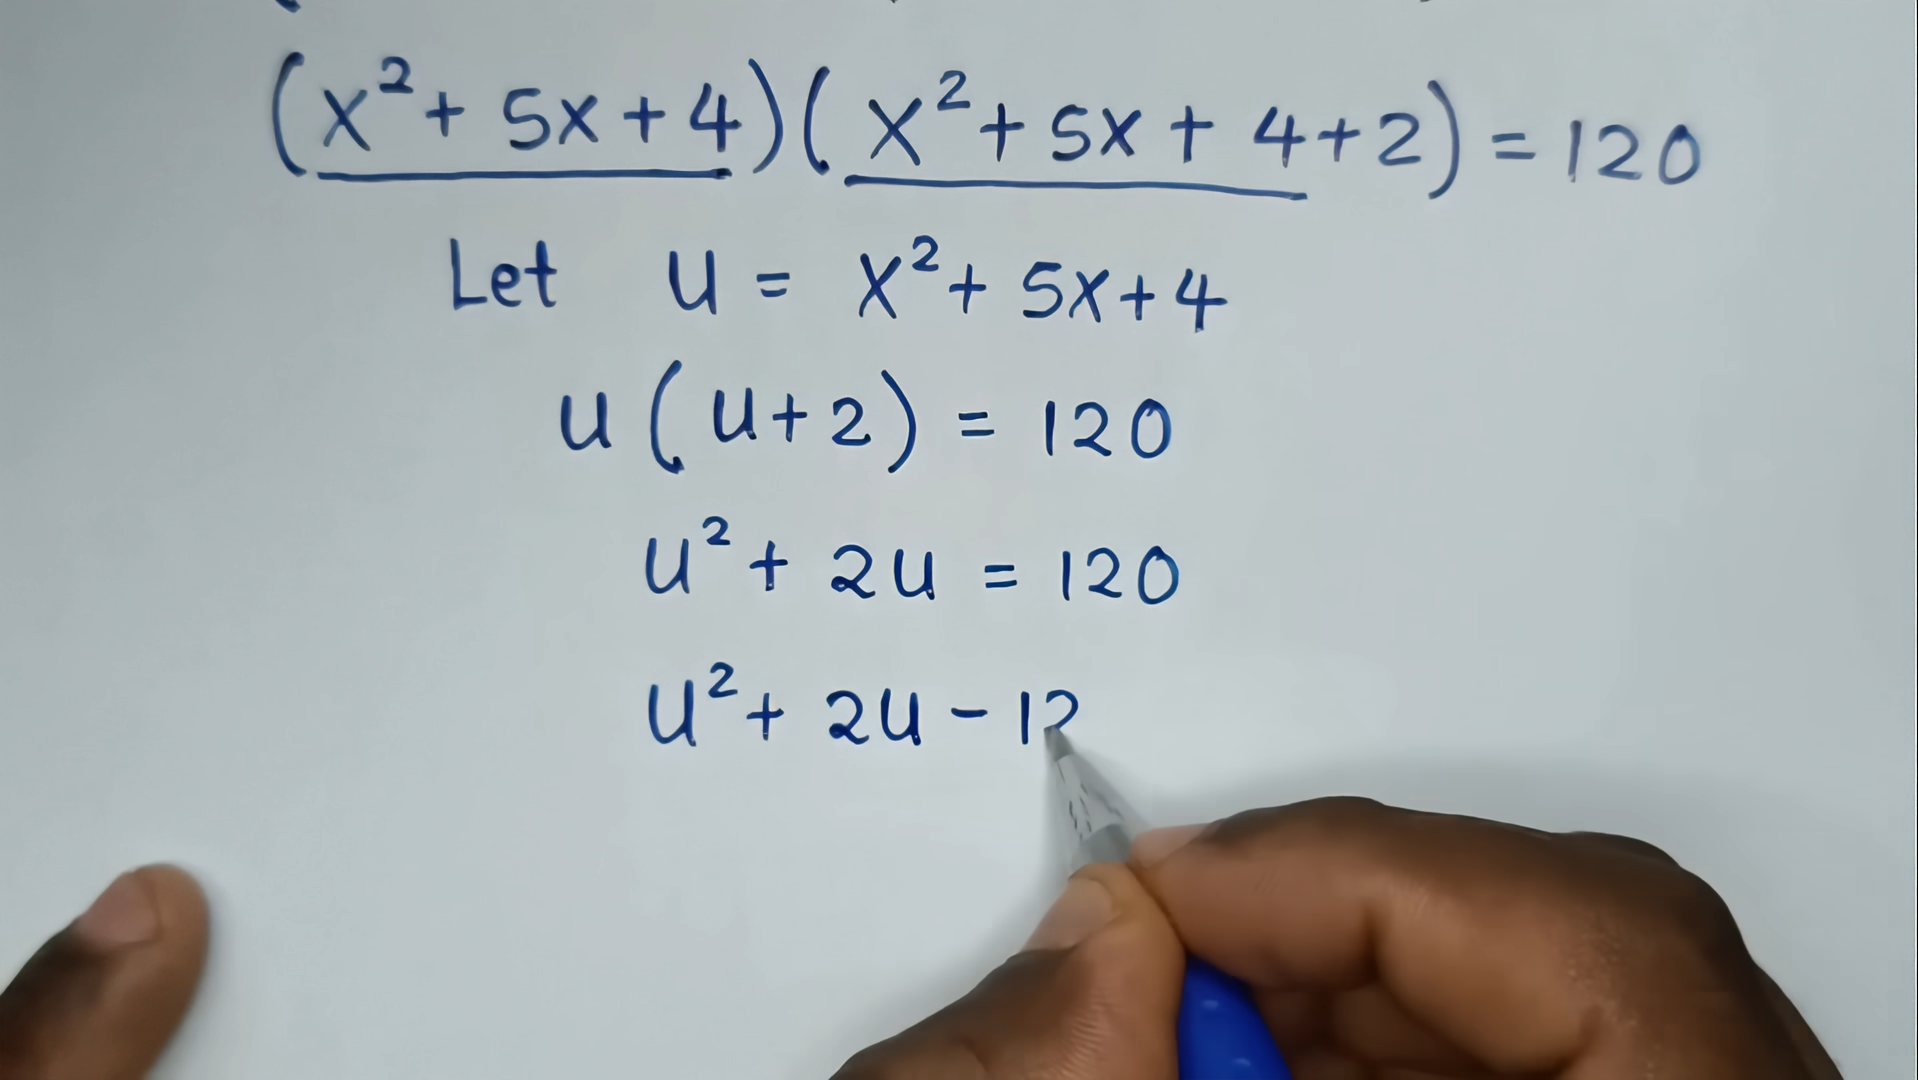 (x² + 5x + 4)(x² + 5x + 4 + 2) = 120
Let u = x² + 5x + 4
u(u + 2) = 120
u² + 2u = 120
u² + 2u - 12